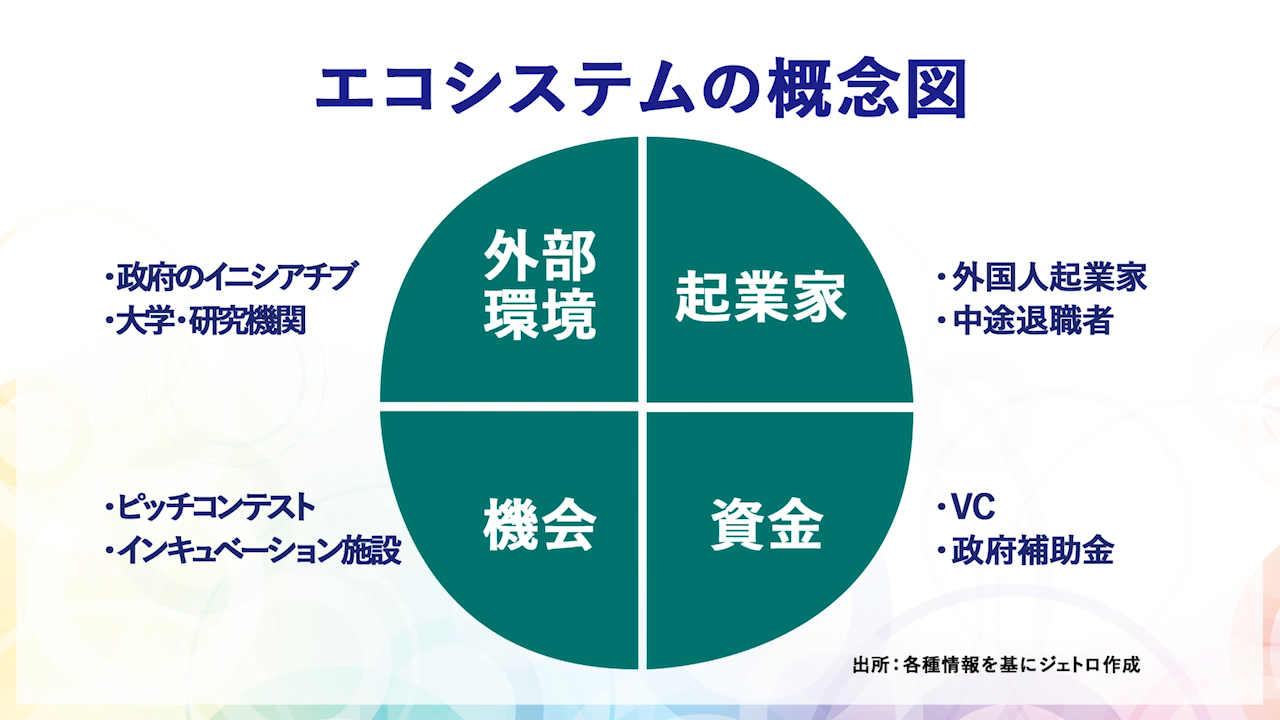 エコシステムの概念図
外部
環境
・政府のイニシアチブ
・大学・研究機関
起業家
・外国人起業家
・中途退職者
機会
・ピッチコンテスト
・インキュベーション施設
資金
・VC
・政府補助金
出所：各種情報を基にジェトロ作成